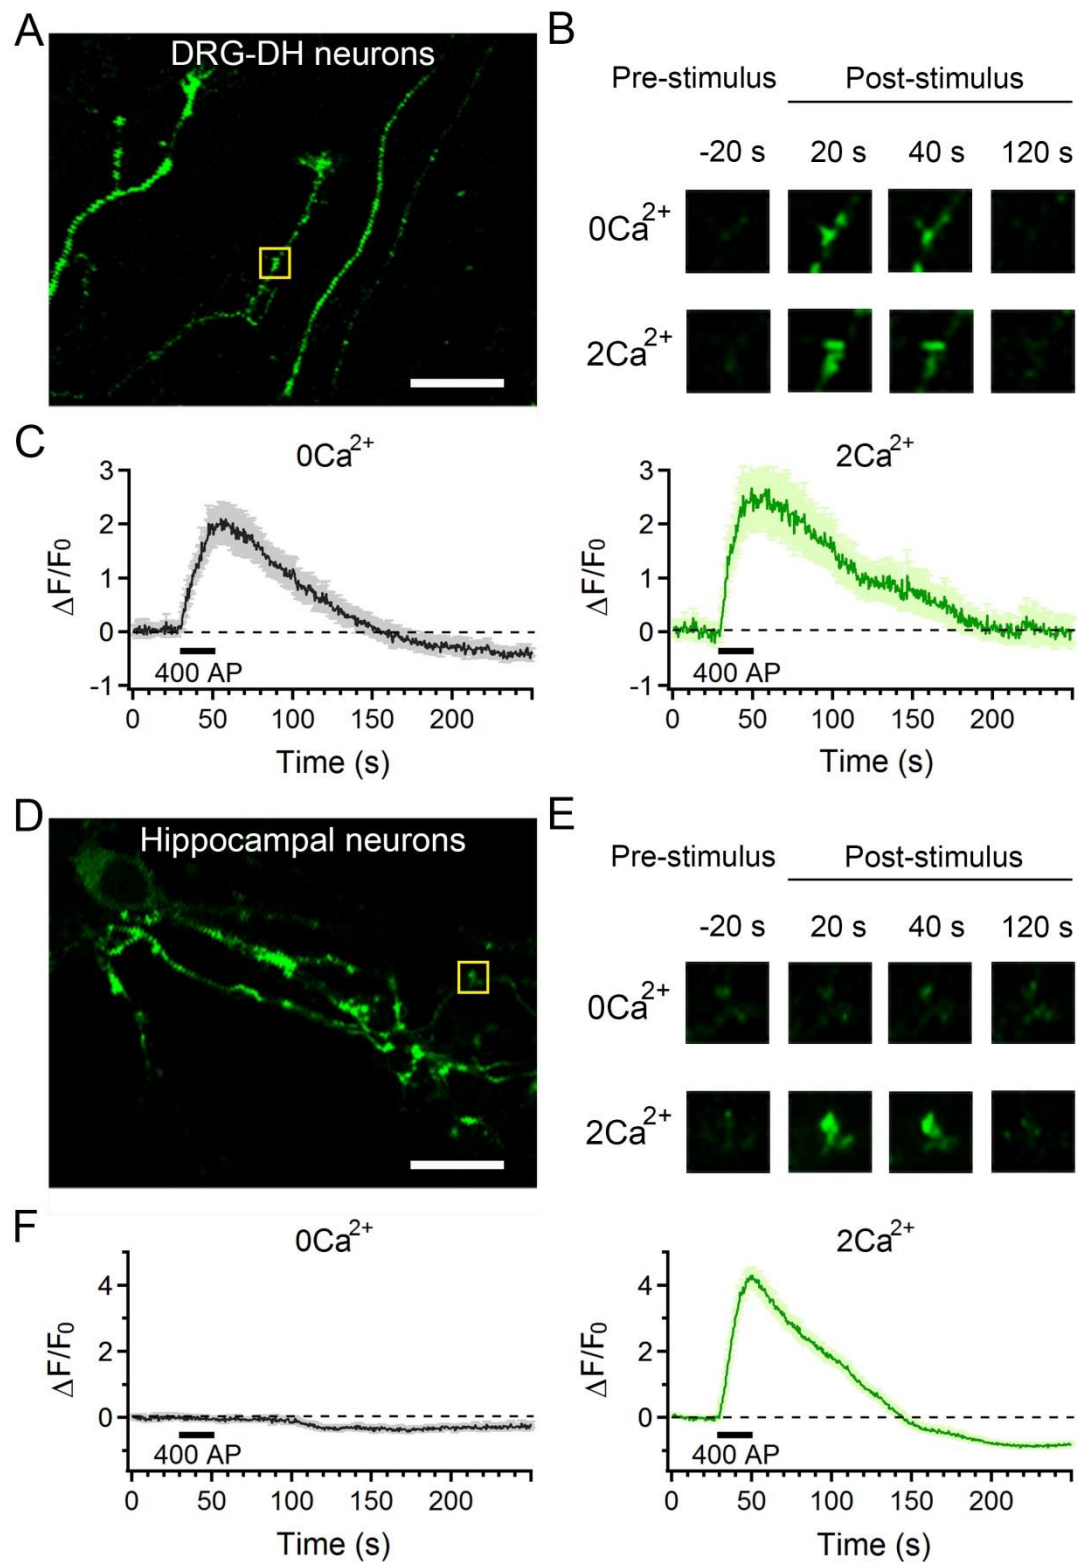 A
DRG-DH neurons
B
Pre-stimulus Post-stimulus
-20 s 20 s 40 s 120 s
0Ca²⁺
2Ca²⁺
C
0Ca²⁺
ΔF/F₀
3
2
1
0
-1
400 AP
0 50 100 150 200
Time (s)
2Ca²⁺
ΔF/F₀
3
2
1
0
-1
400 AP
0 50 100 150 200
Time (s)
D
Hippocampal neurons
E
Pre-stimulus Post-stimulus
-20 s 20 s 40 s 120 s
0Ca²⁺
2Ca²⁺
F
0Ca²⁺
ΔF/F₀
4
2
0
400 AP
0 50 100 150 200
Time (s)
2Ca²⁺
ΔF/F₀
4
2
0
400 AP
0 50 100 150 200
Time (s)